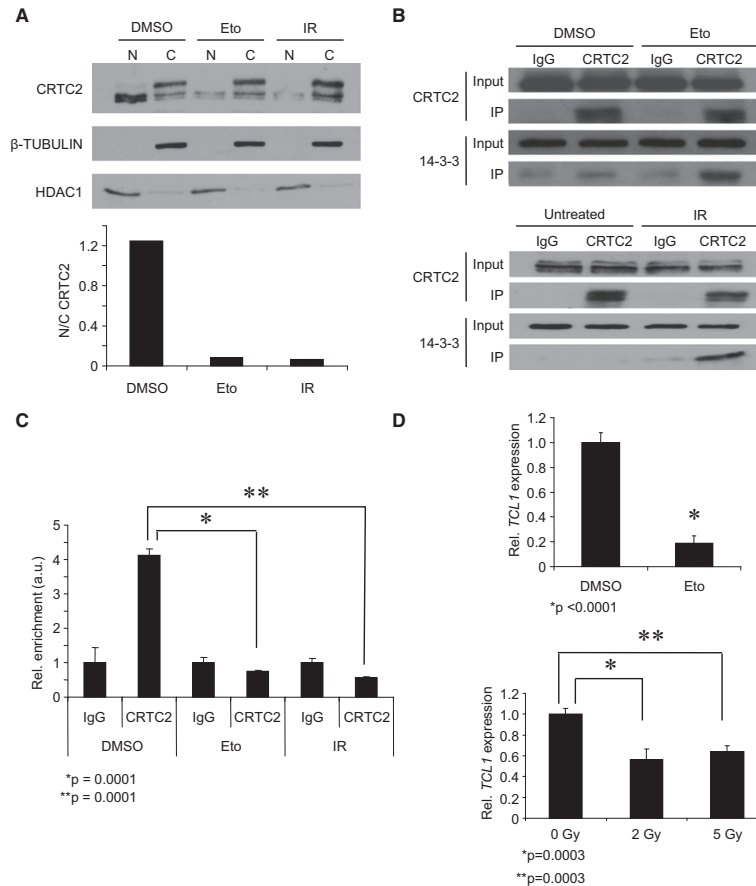 A
DMSO Eto IR
N C N C N C
CRTC2
β-TUBULIN
HDAC1
N/C CRTC2
1.2
0.8
0.4
0
DMSO Eto IR
B
DMSO Eto
IgG CRTC2 IgG CRTC2
CRTC2 Input
IP
14-3-3 Input
IP
Untreated IR
IgG CRTC2 IgG CRTC2
CRTC2 Input
IP
14-3-3 Input
IP
C
** 
*
Rel. enrichment (a.u.)
5
4
3
2
1
0
IgG CRTC2 IgG CRTC2 IgG CRTC2
DMSO Eto IR
*p = 0.0001
**p = 0.0001
D
Rel. TCL1 expression
1.2
1.0
0.8
0.6
0.4
0.2
0
*
DMSO Eto
*p <0.0001
**
*
Rel. TCL1 expression
1.2
1.0
0.8
0.6
0.4
0.2
0
0 Gy 2 Gy 5 Gy
*p=0.0003
**p=0.0003